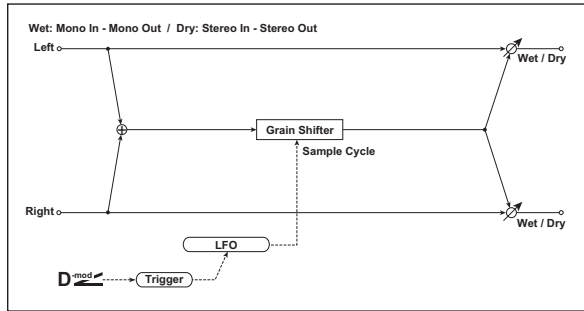 Wet: Mono In - Mono Out / Dry: Stereo In - Stereo Out
Left
Wet / Dry
Grain Shifter
Sample Cycle
Right
Wet / Dry
LFO
D-mod
Trigger